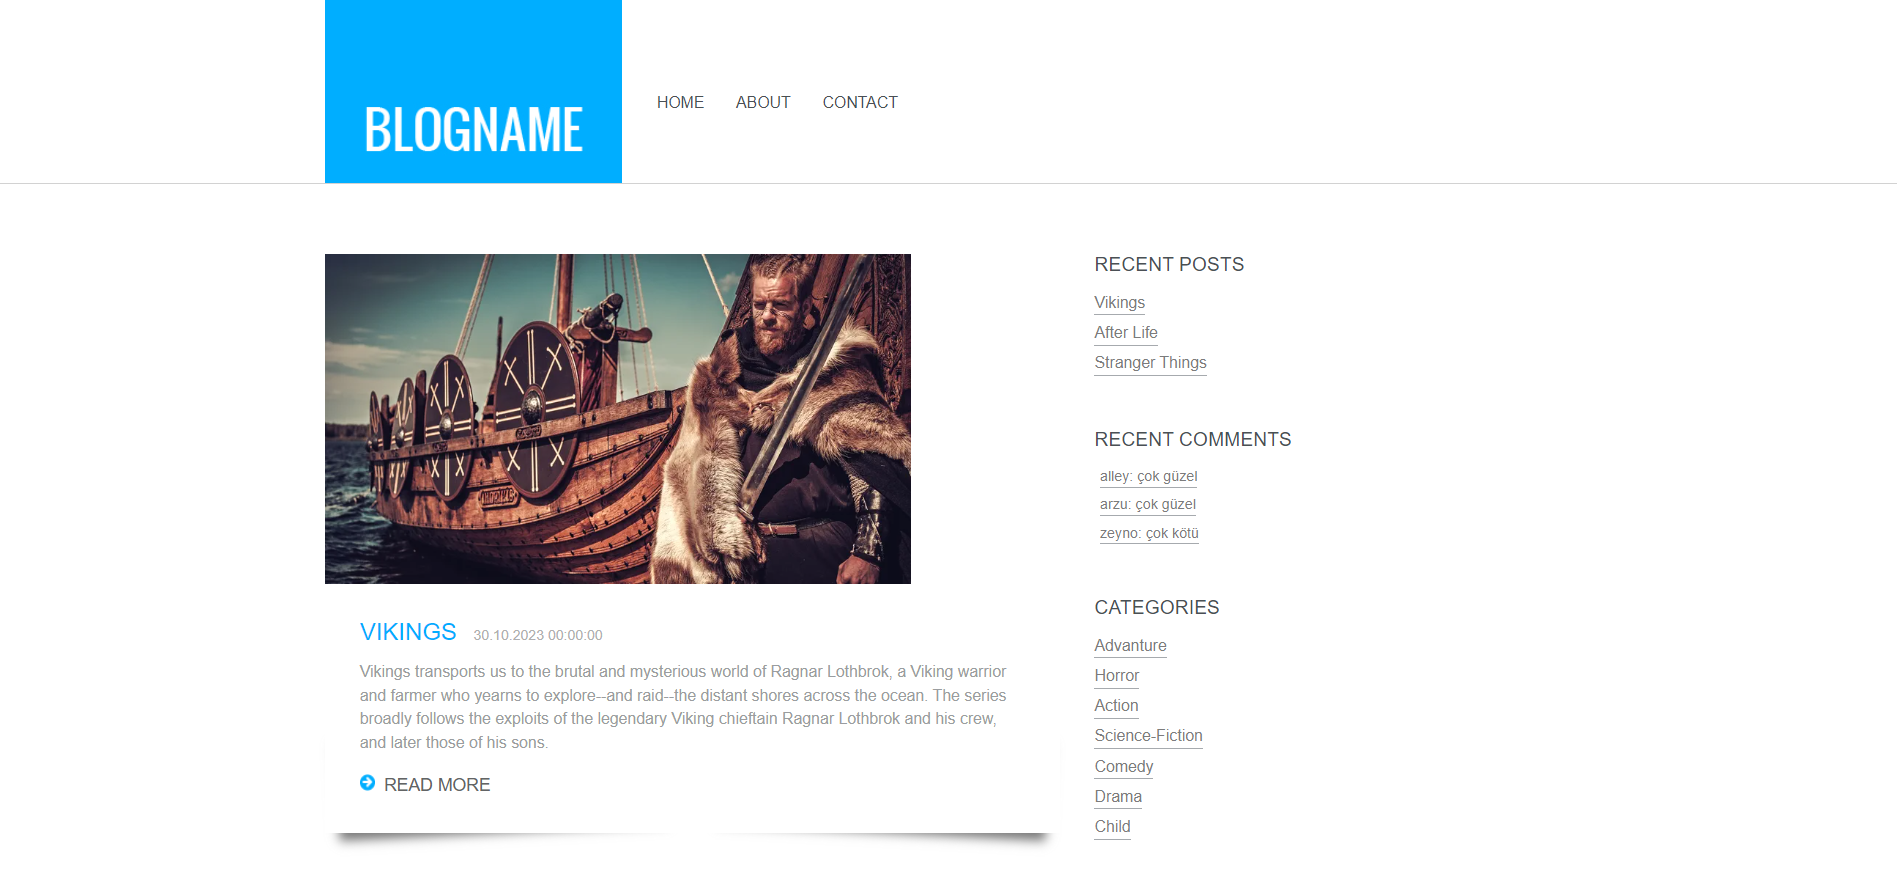 BLOGNAME
HOME ABOUT CONTACT
VIKINGS 30.10.2023 00:00:00
Vikings transports us to the brutal and mysterious world of Ragnar Lothbrok, a Viking warrior
and farmer who yearns to explore--and raid--the distant shores across the ocean. The series
broadly follows the exploits of the legendary Viking chieftain Ragnar Lothbrok and his crew,
and later those of his sons.
READ MORE
RECENT POSTS
Vikings
After Life
Stranger Things
RECENT COMMENTS
alley: çok güzel
arzu: çok güzel
zeyno: çok kötü
CATEGORIES
Advanture
Horror
Action
Science-Fiction
Comedy
Drama
Child